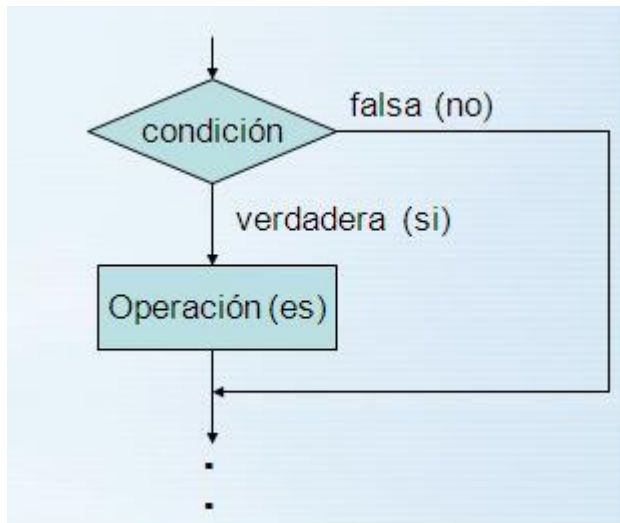 condición
falsa (no)
verdadera (si)
Operación (es)